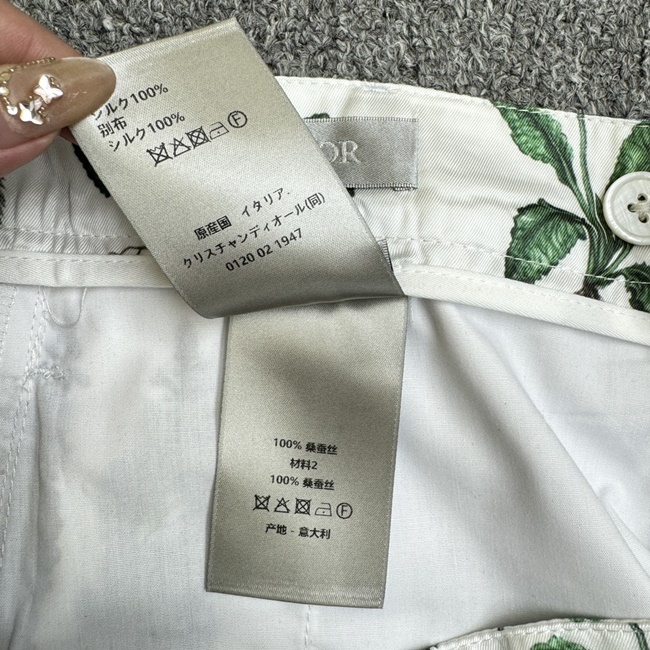 シルク100%
別布
シルク100%
Ⓕ
OR
原産国 イタリア.
クリスチャンディオール(同)
0120 02 1947
100% 桑蚕丝
材料2
100% 桑蚕丝
Ⓕ
产地 - 意大利